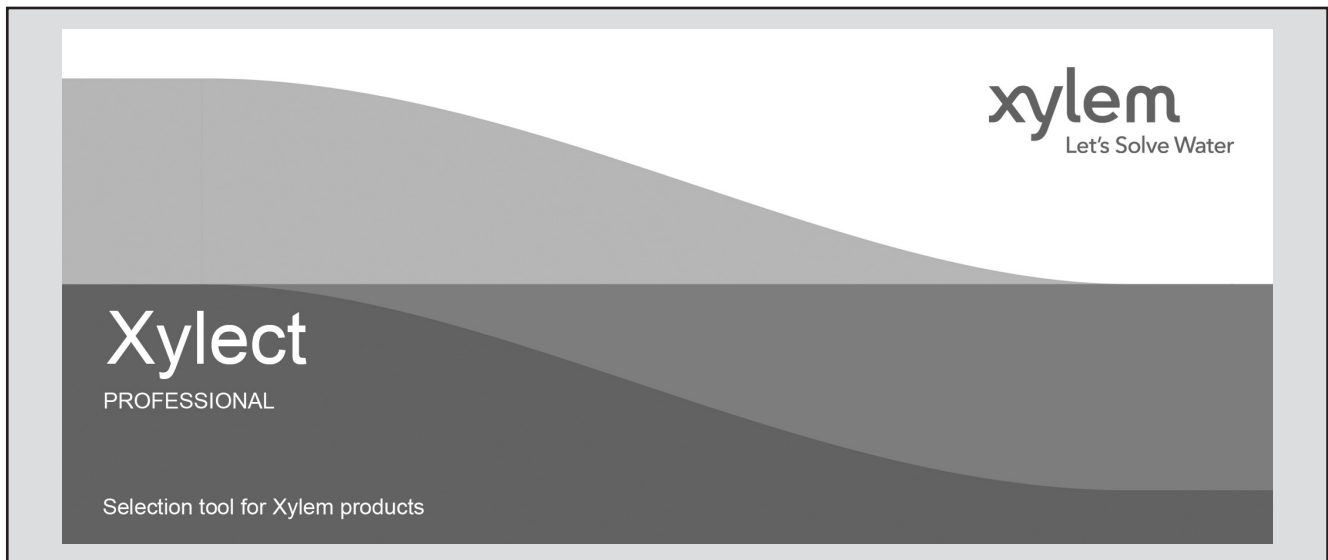 xylem
Let's Solve Water
Xylect
PROFESSIONAL
Selection tool for Xylem products